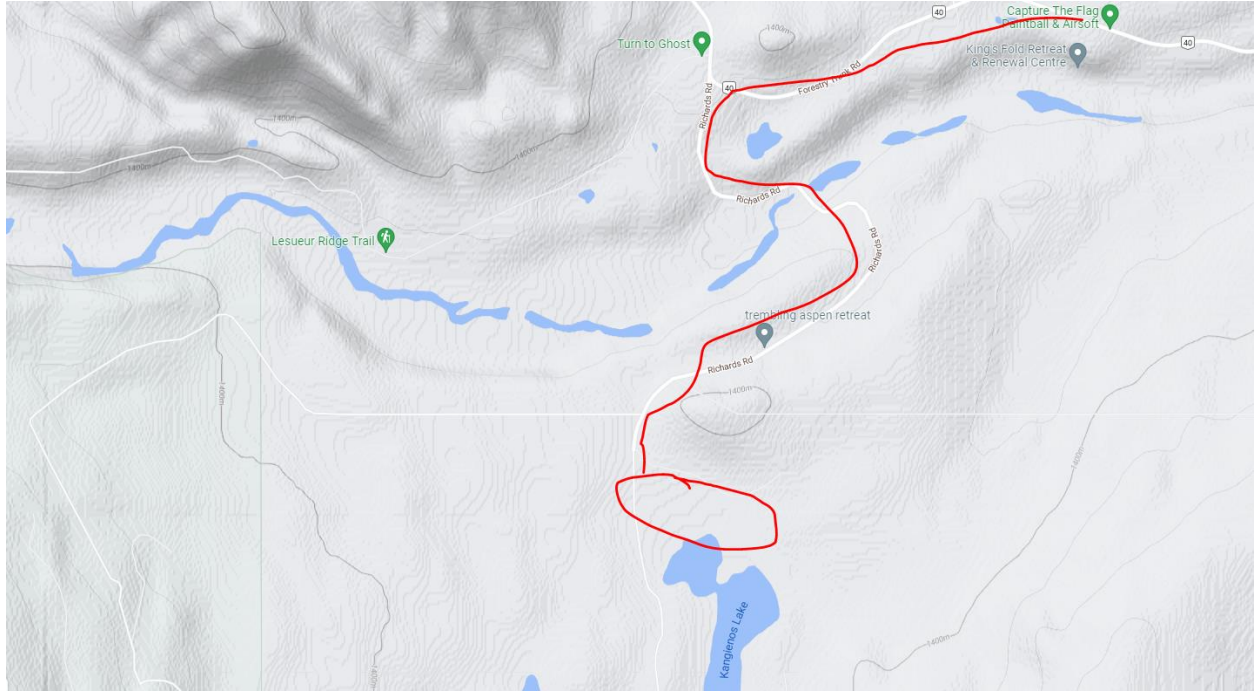 1400m
40
Capture The Flag
Paintball & Airsoft
Turn to Ghost
40
King's Fold Retreat
& Renewal Centre
40
Forestry Trunk Rd
Richards Rd
1400m
1400m
Richards Rd
Richards Rd
Lesueur Ridge Trail
trembling aspen retreat
Richards Rd
1400m
1400m
1400m
Kangienos Lake
1400m
1400m